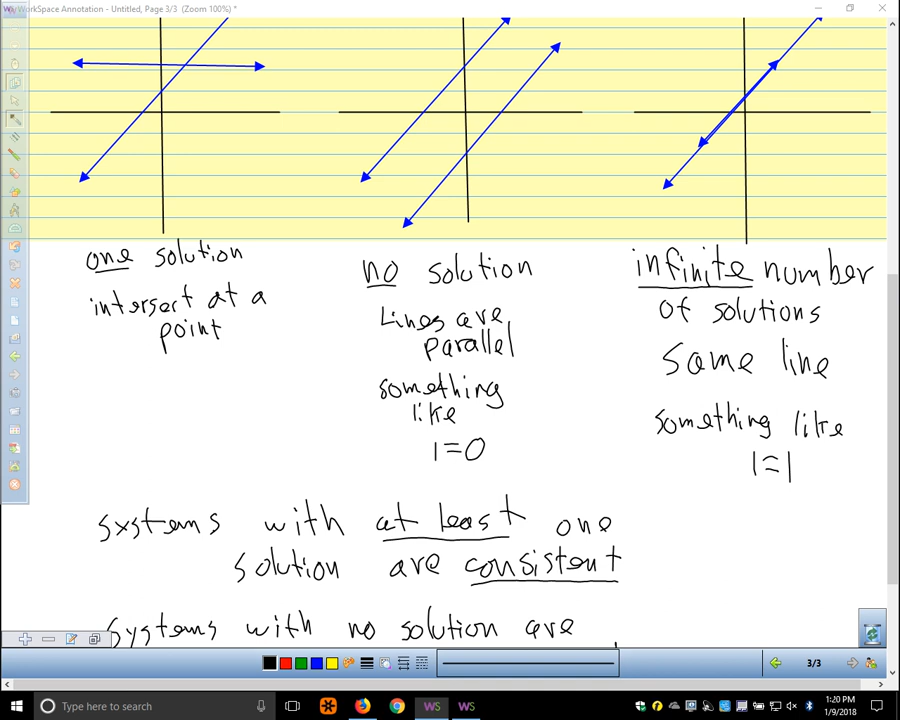 WorkSpace Annotation - Untitled, Page 3/3 (Zoom 100%) *
one solution
intersect at a
point
no solution
Lines are
parallel
something
like
1=0
infinite number
of solutions
same line
something like
1=1
systems with at least one
solution are consistent
systems with no solution are
3/3
Type here to search
WS
WS
1:20 PM
1/9/2018